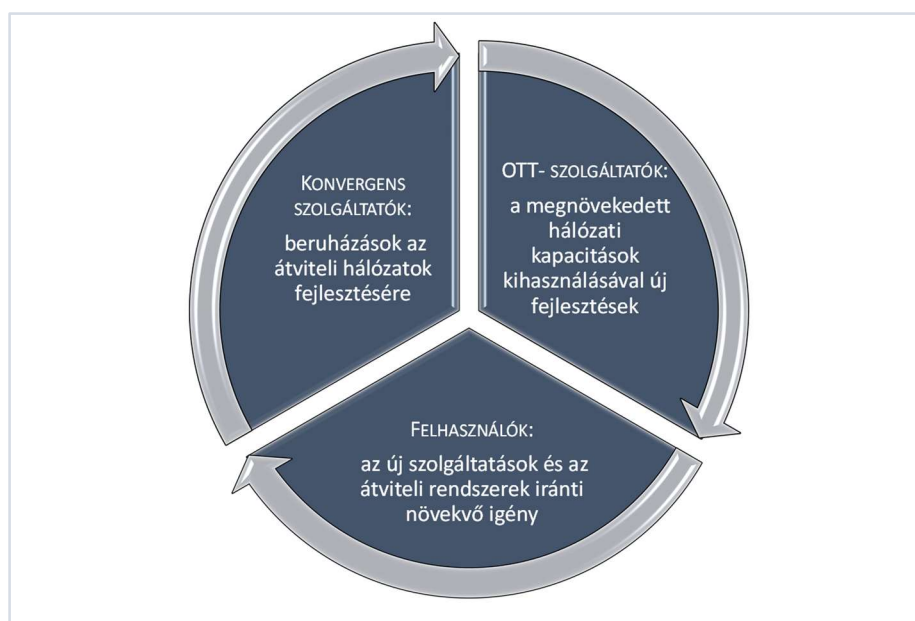 KONVERGENS
SZOLGÁLTATÓK:
beruházások az
átviteli hálózatok
fejlesztésére
OTT- SZOLGÁLTATÓK:
a megnövekedett
hálózati
kapacitások
kihasználásával új
fejlesztések
FELHASZNÁLÓK:
az új szolgáltatások és az
átviteli rendszerek iránti
növekvő igény